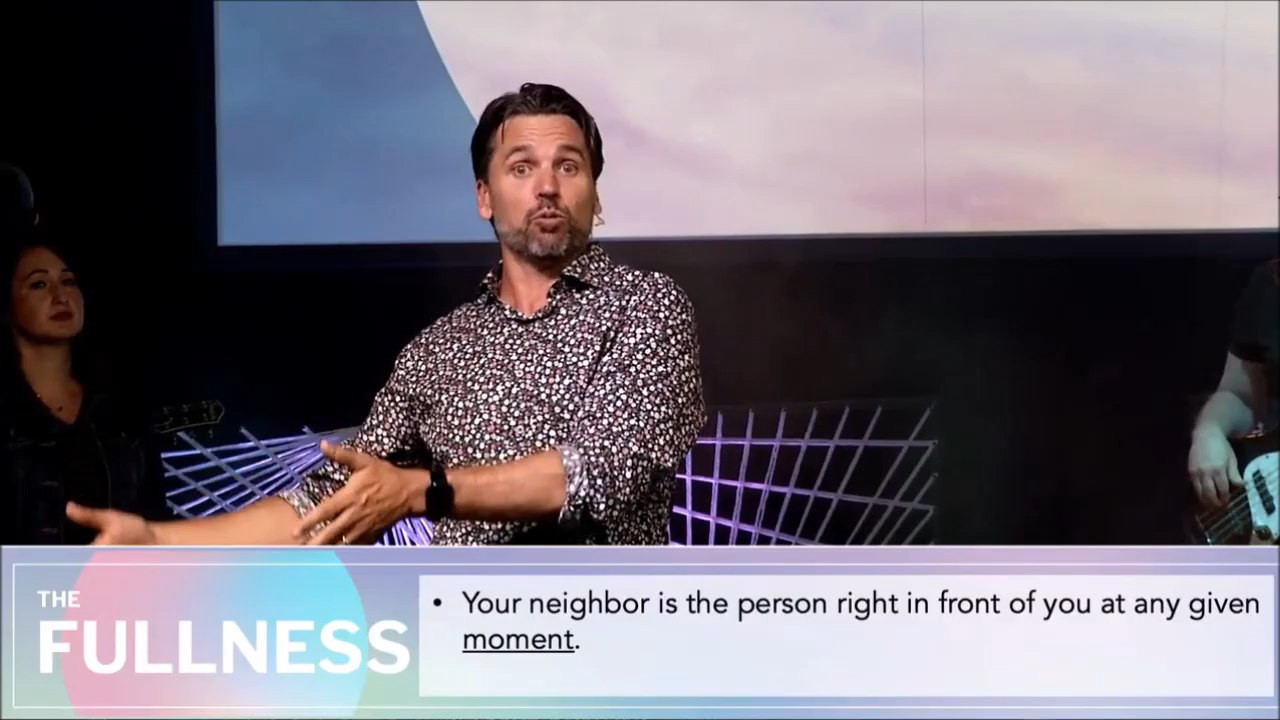 THE
FULLNESS
• Your neighbor is the person right in front of you at any given
moment.